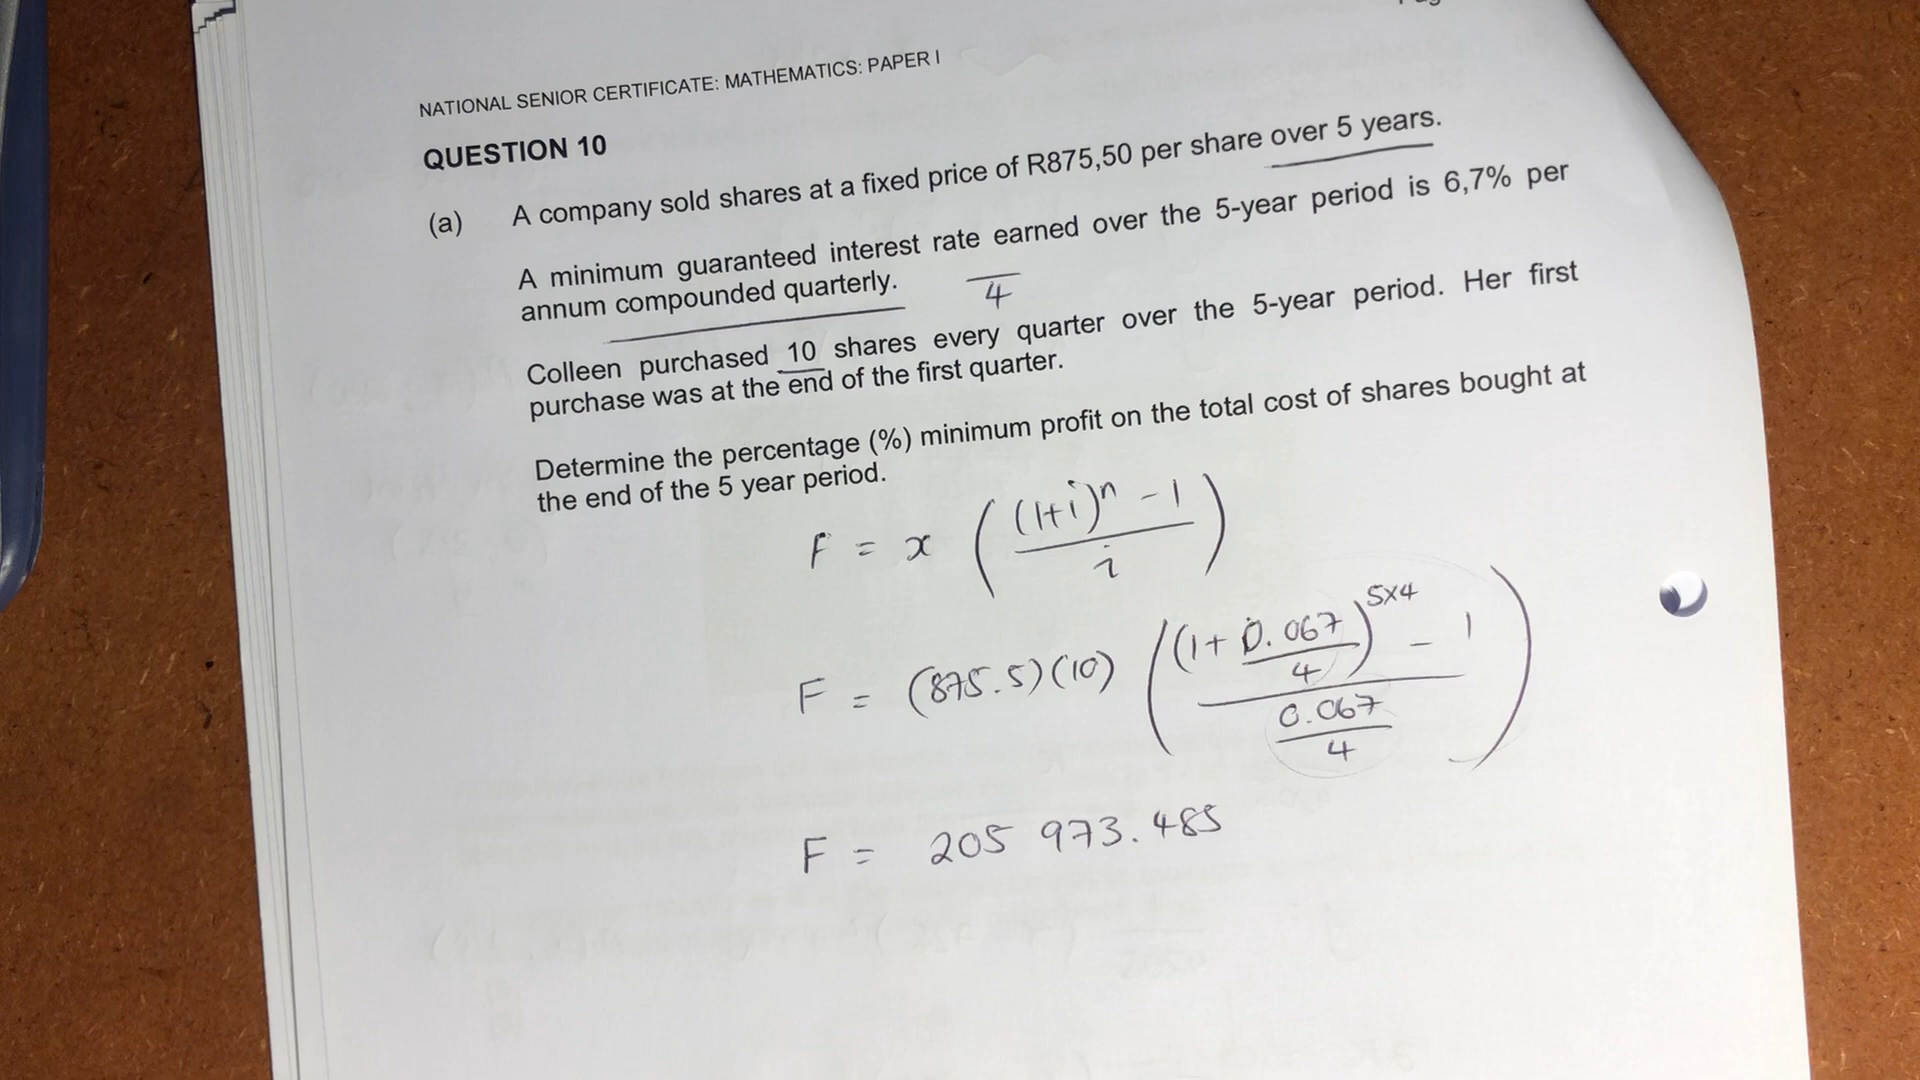 NATIONAL SENIOR CERTIFICATE: MATHEMATICS: PAPER I
QUESTION 10
(a) A company sold shares at a fixed price of R875,50 per share over 5 years.
A minimum guaranteed interest rate earned over the 5-year period is 6,7% per
annum compounded quarterly.
4
Colleen purchased 10 shares every quarter over the 5-year period. Her first
purchase was at the end of the first quarter.
Determine the percentage (%) minimum profit on the total cost of shares bought at
the end of the 5 year period.
F = x ( ((1+i)^n - 1) / i )
F = (875.5)(10) ( ((1 + 0.067/4)^5x4 - 1) / (0.067/4) )
F = 205 973.485